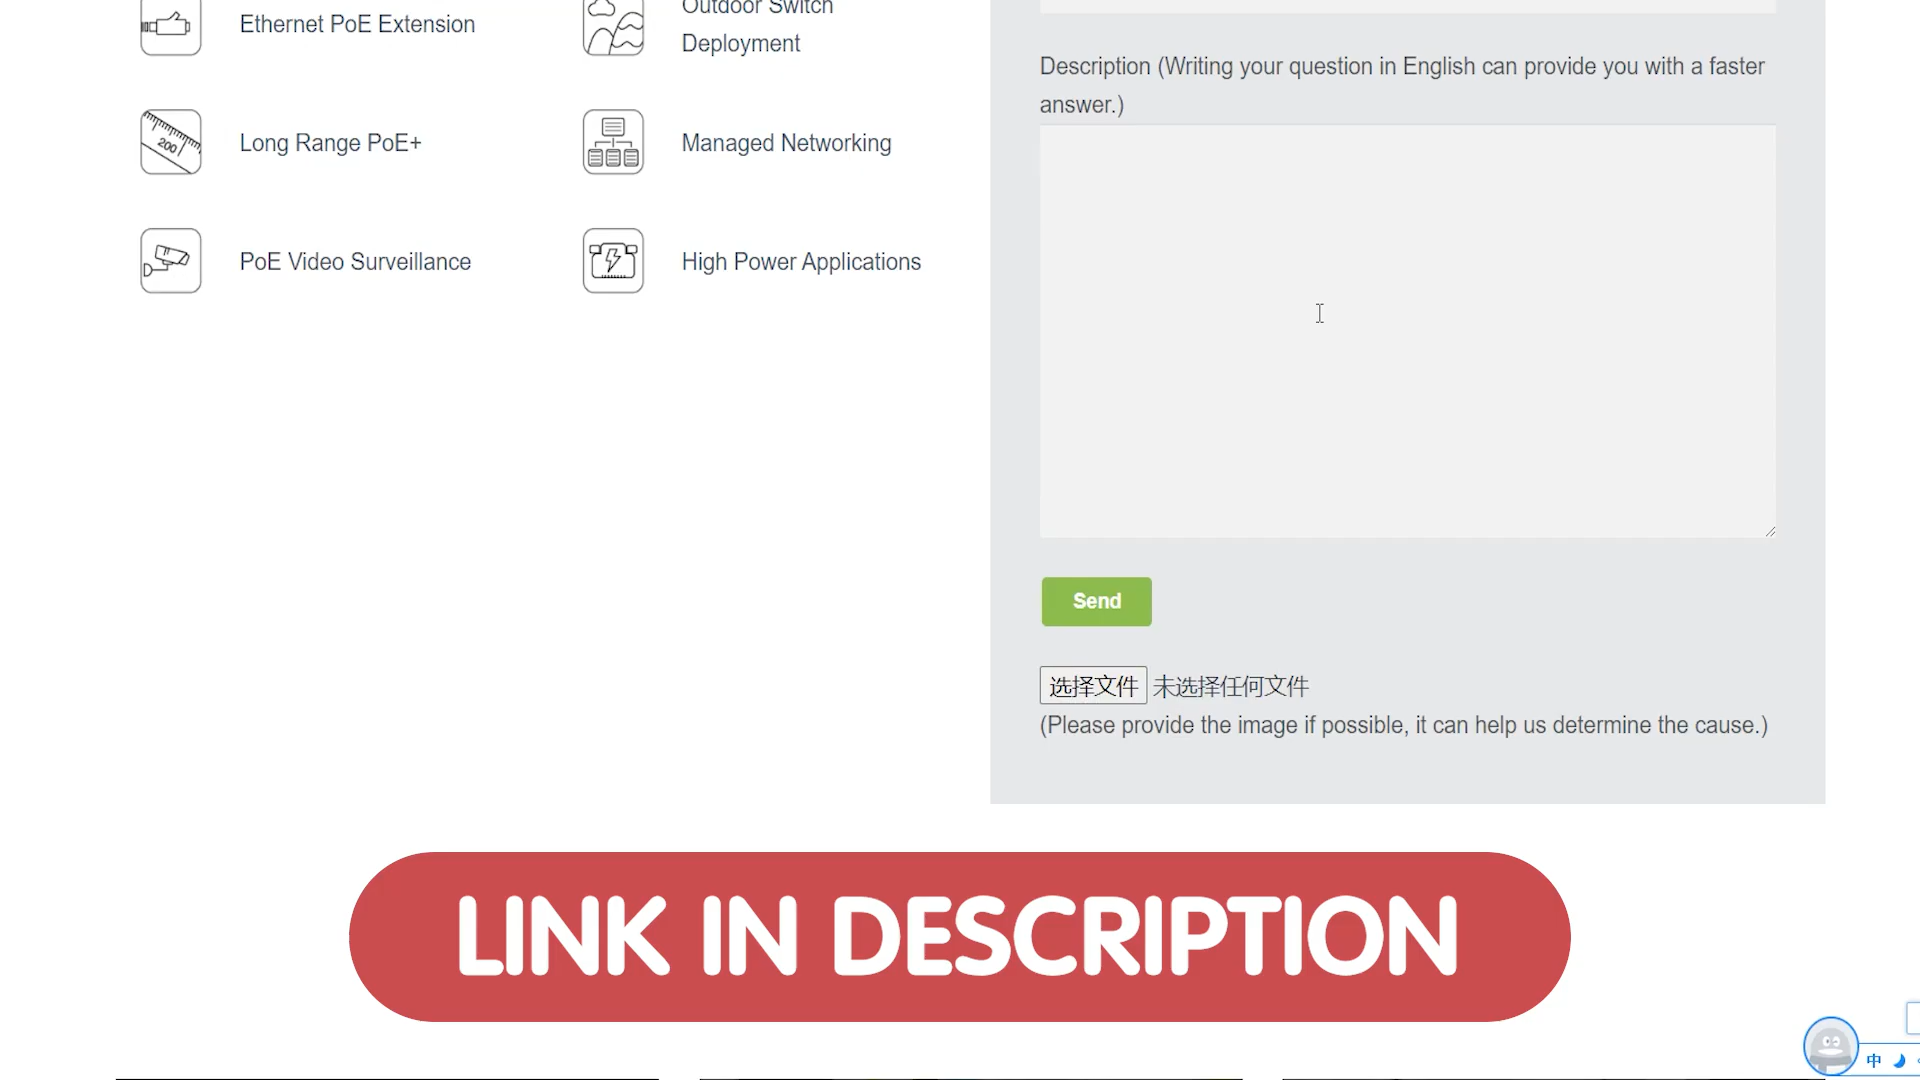 Ethernet PoE Extension
Outdoor Switch
Deployment
200
Long Range PoE+
Managed Networking
PoE Video Surveillance
High Power Applications
Description (Writing your question in English can provide you with a faster
answer.)
Send
选择文件 未选择任何文件
(Please provide the image if possible, it can help us determine the cause.)
LINK IN DESCRIPTION
中